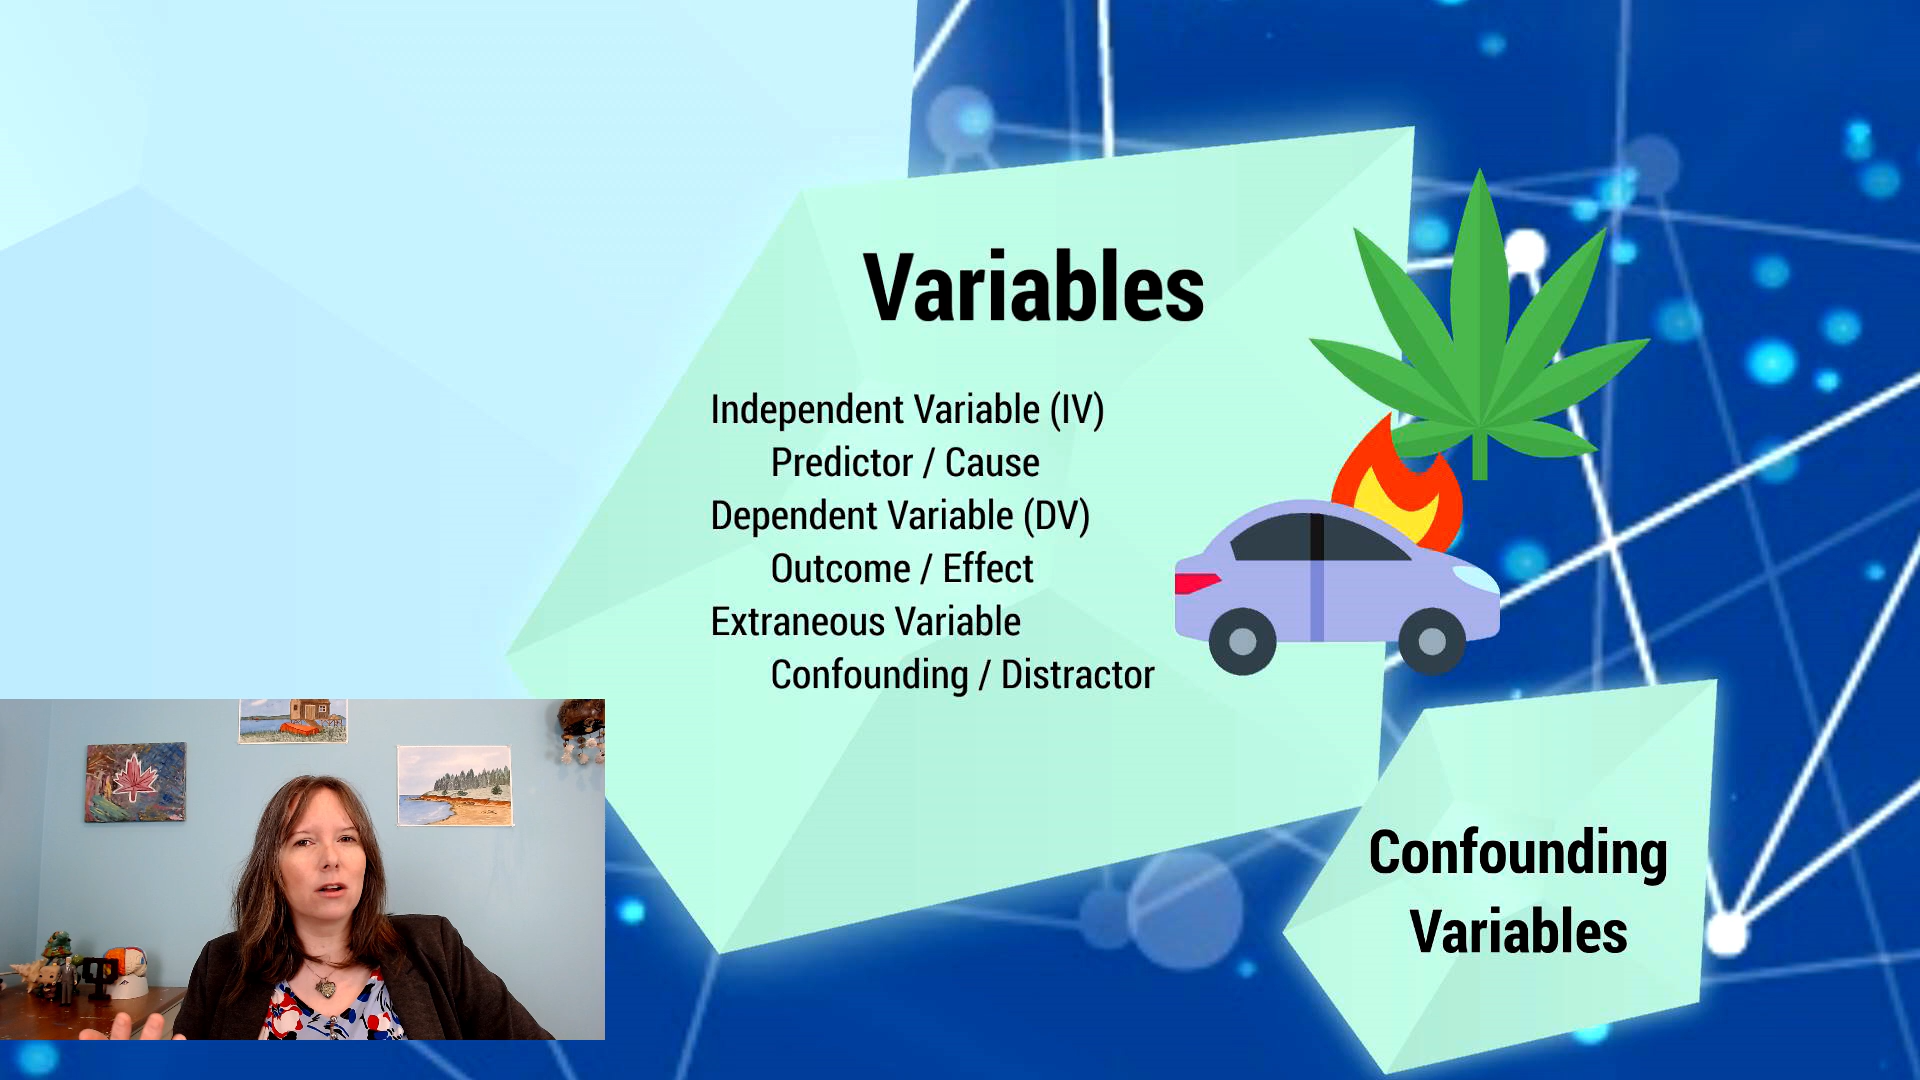 Variables
Independent Variable (IV)
Predictor / Cause
Dependent Variable (DV)
Outcome / Effect
Extraneous Variable
Confounding / Distractor
Confounding
Variables